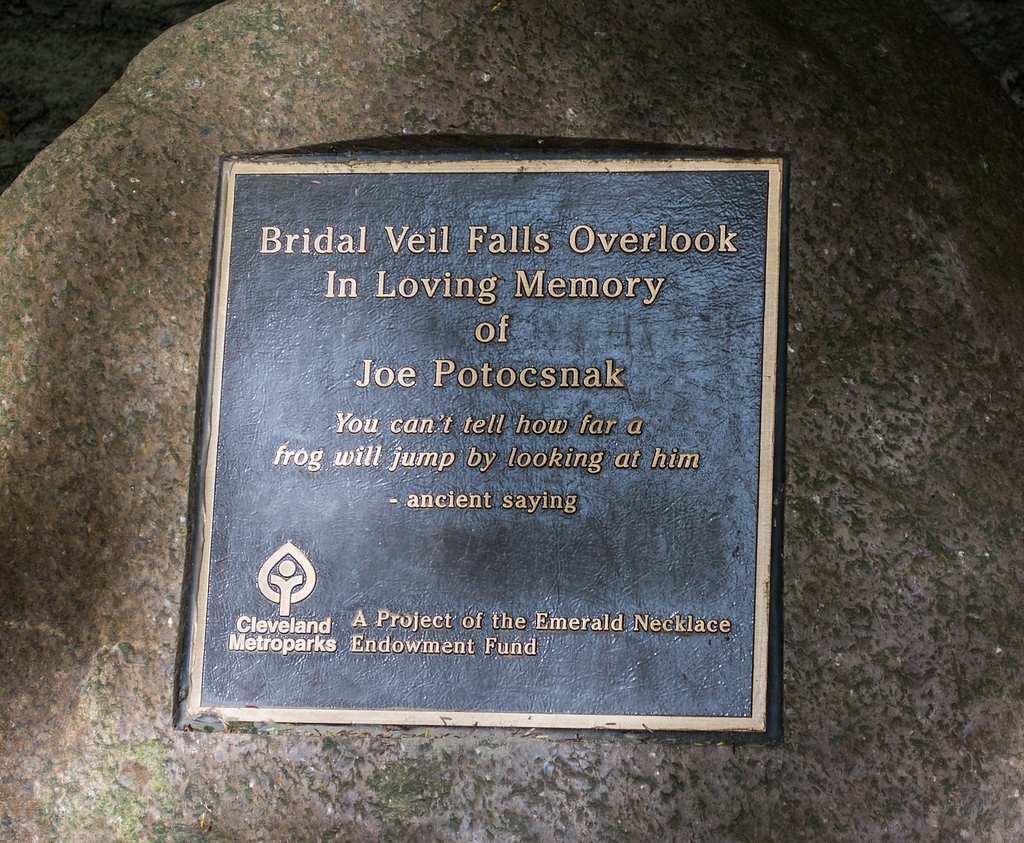 Bridal Veil Falls Overlook
In Loving Memory
of
Joe Potocsnak
You can't tell how far a
frog will jump by looking at him
- ancient saying
Cleveland
Metroparks
A Project of the Emerald Necklace
Endowment Fund